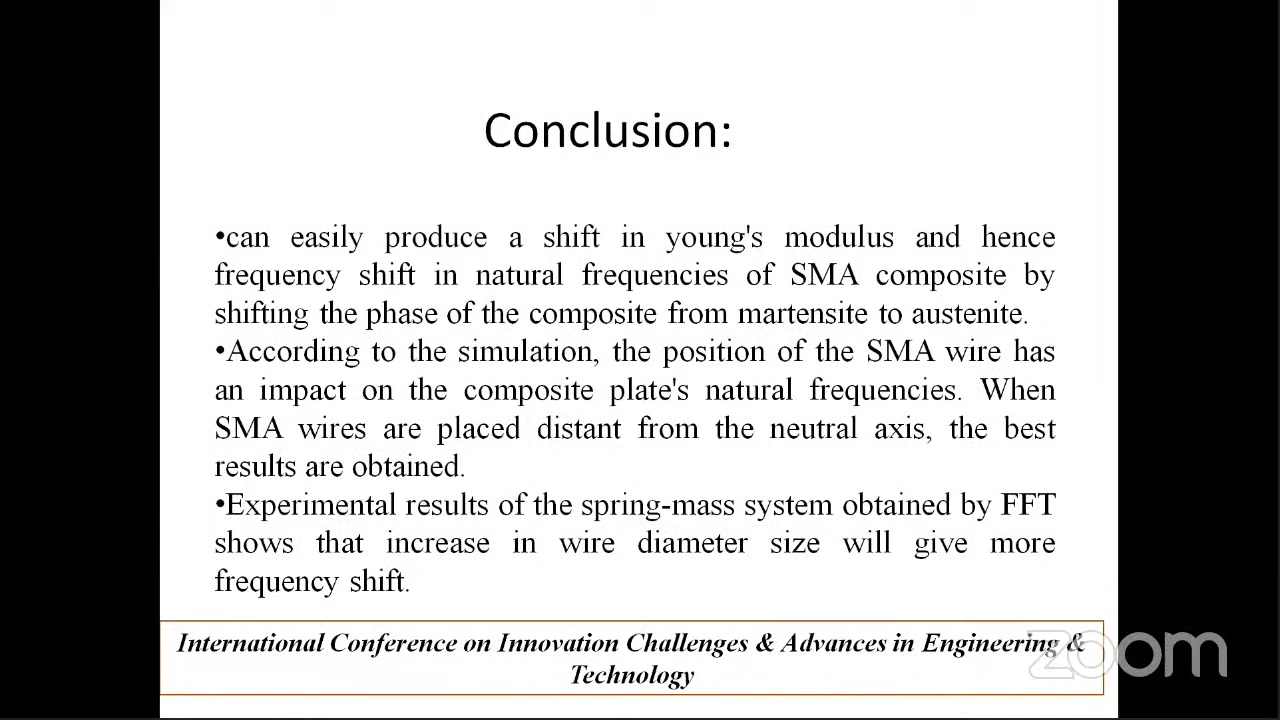 Conclusion:
•can easily produce a shift in young's modulus and hence
frequency shift in natural frequencies of SMA composite by
shifting the phase of the composite from martensite to austenite.
•According to the simulation, the position of the SMA wire has
an impact on the composite plate's natural frequencies. When
SMA wires are placed distant from the neutral axis, the best
results are obtained.
•Experimental results of the spring-mass system obtained by FFT
shows that increase in wire diameter size will give more
frequency shift.
International Conference on Innovation Challenges & Advances in Engineering &
Technology
zoom